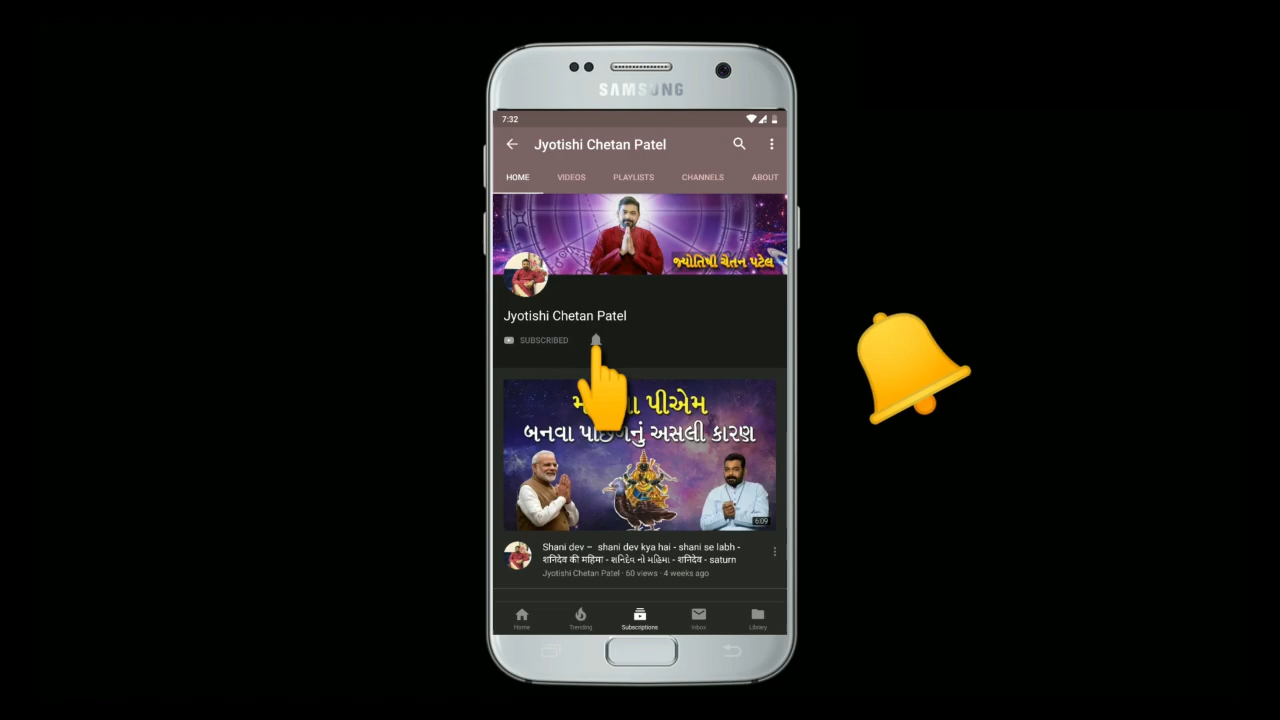 SAMSUNG
7:32
Jyotishi Chetan Patel
HOME VIDEOS PLAYLISTS CHANNELS ABOUT
જ્યોતિષી ચેતન પટેલ
Jyotishi Chetan Patel
SUBSCRIBED
પીએમ
બનવા પાછળનું અસલી કારણ
6:09
Shani dev – shani dev kya hai - shani se labh -
शनिदेव की महिमा - શનિદેવ નો મહિમા - शनिदेव - saturn
Jyotishi Chetan Patel · 60 views · 4 weeks ago
Home Trending Subscriptions Inbox Library